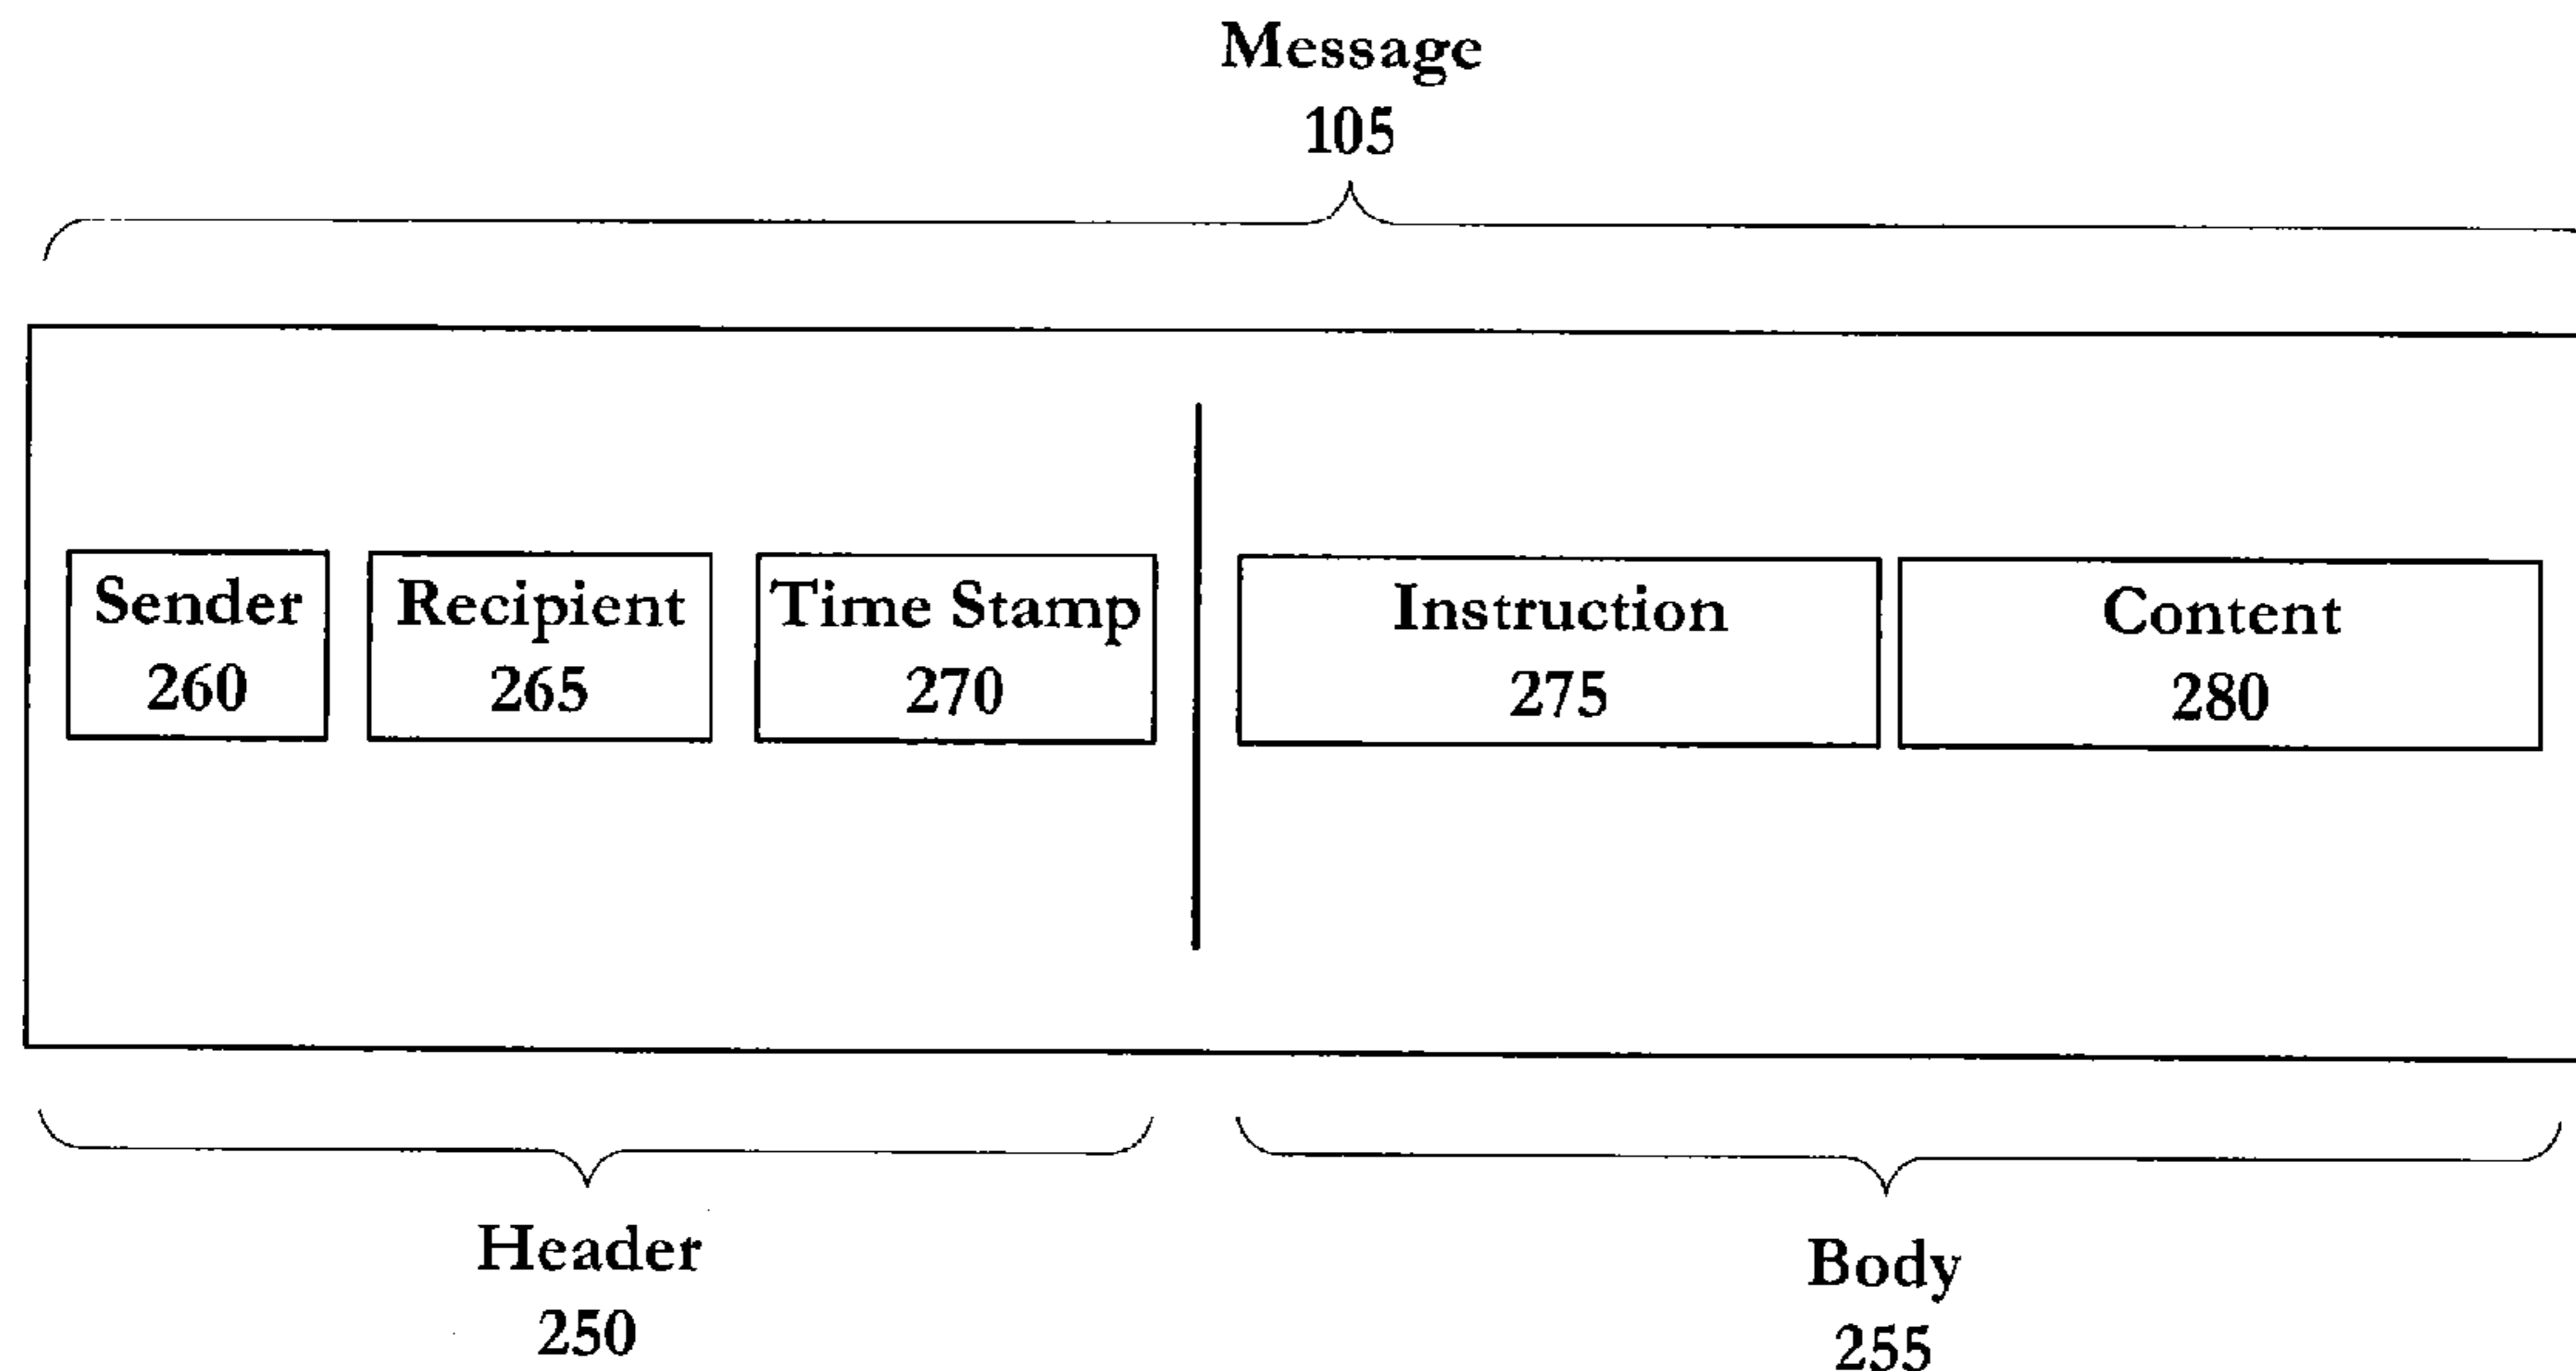 Message
105
Sender
260
Recipient
265
Time Stamp
270
Instruction
275
Content
280
Header
250
Body
255